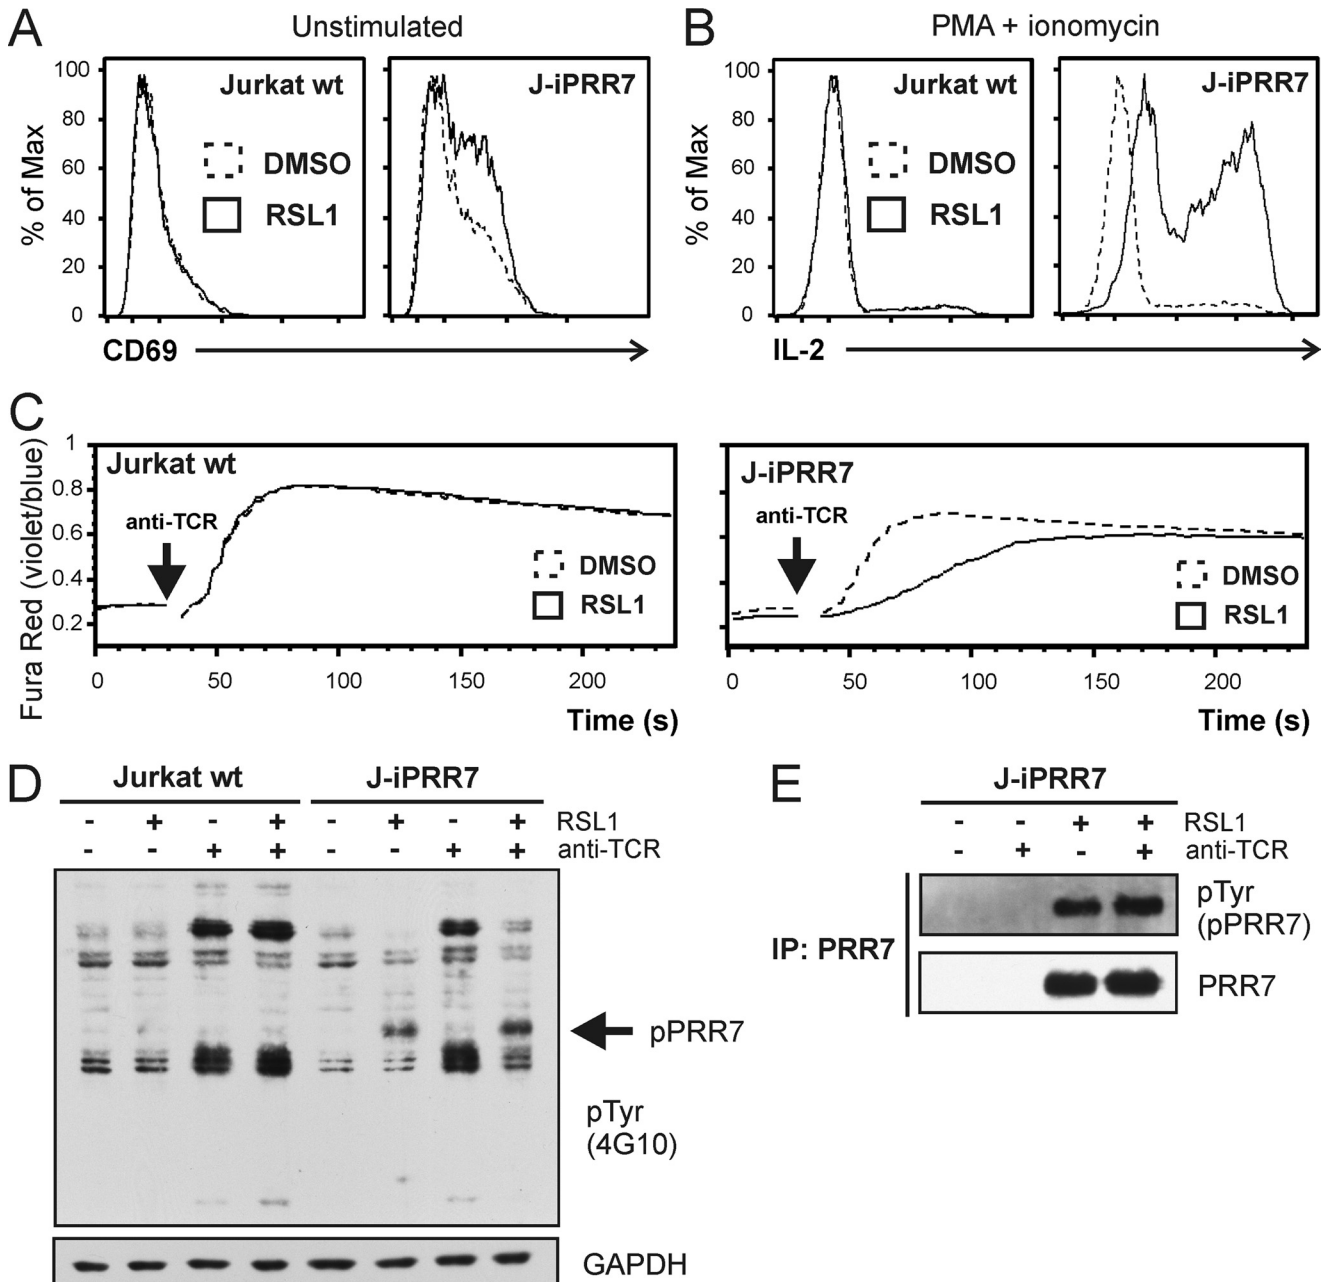 A
Unstimulated
B
PMA + ionomycin
% of Max
100
80
60
40
20
0
Jurkat wt
DMSO
RSL1
J-iPRR7
CD69
% of Max
100
80
60
40
20
0
Jurkat wt
DMSO
RSL1
J-iPRR7
IL-2
C
Fura Red (violet/blue)
1
0.8
0.6
0.4
0.2
Jurkat wt
anti-TCR
DMSO
RSL1
0 50 100 150 200
Time (s)
J-iPRR7
anti-TCR
DMSO
RSL1
0 50 100 150 200
Time (s)
D
Jurkat wt J-iPRR7
- + - + - + - + RSL1
- - + + - - + + anti-TCR
pPRR7
pTyr
(4G10)
GAPDH
E
J-iPRR7
- - + + RSL1
- + - + anti-TCR
IP: PRR7
pTyr
(pPRR7)
PRR7